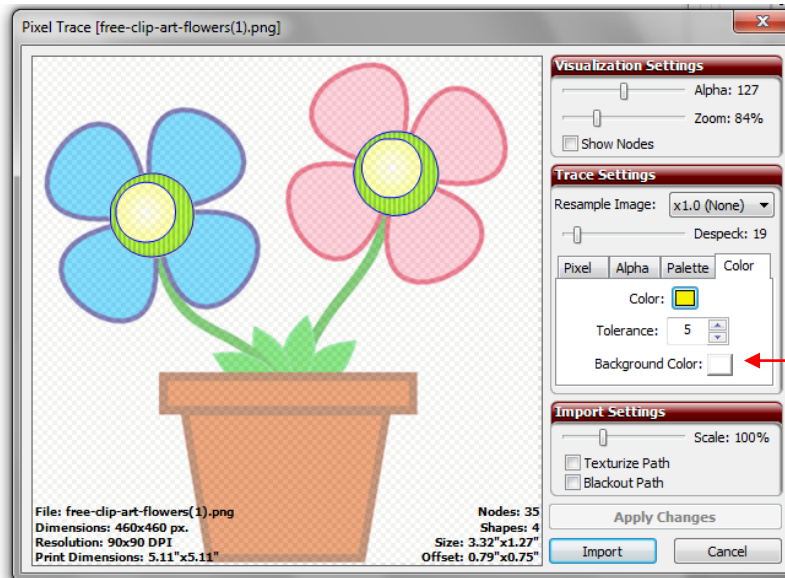 Pixel Trace [free-clip-art-flowers(1).png]
x
Visualization Settings
Alpha: 127
Zoom: 84%
Show Nodes
Trace Settings
Resample Image: x1.0 (None)
Despeck: 19
Pixel Alpha Palette Color
Color:
Tolerance: 5
Background Color:
Import Settings
Scale: 100%
Texturize Path
Blackout Path
Apply Changes
Import Cancel
File: free-clip-art-flowers(1).png Nodes: 35
Dimensions: 460x460 px. Shapes: 4
Resolution: 90x90 DPI Size: 3.32"x1.27"
Print Dimensions: 5.11"x5.11" Offset: 0.79"x0.75"